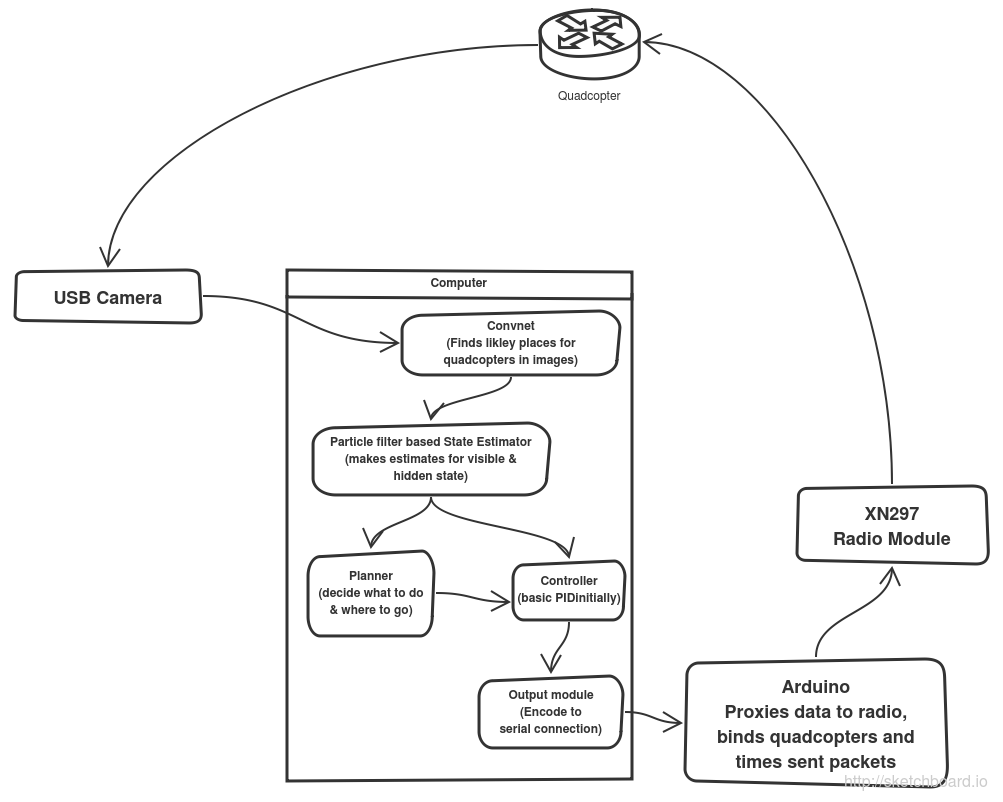 Quadcopter
USB Camera
Computer
Convnet
(Finds likley places for
quadcopters in images)
Particle filter based State Estimator
(makes estimates for visible &
hidden state)
Planner
(decide what to do
& where to go)
Controller
(basic PIDinitially)
Output module
(Encode to
serial connection)
XN297
Radio Module
Arduino
Proxies data to radio,
binds quadcopters and
times sent packets
http://sketchboard.io